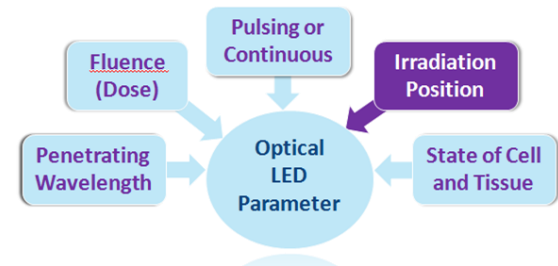 Pulsing or
Continuous
Fluence
(Dose)
Irradiation
Position
Penetrating
Wavelength
Optical
LED
Parameter
State of Cell
and Tissue